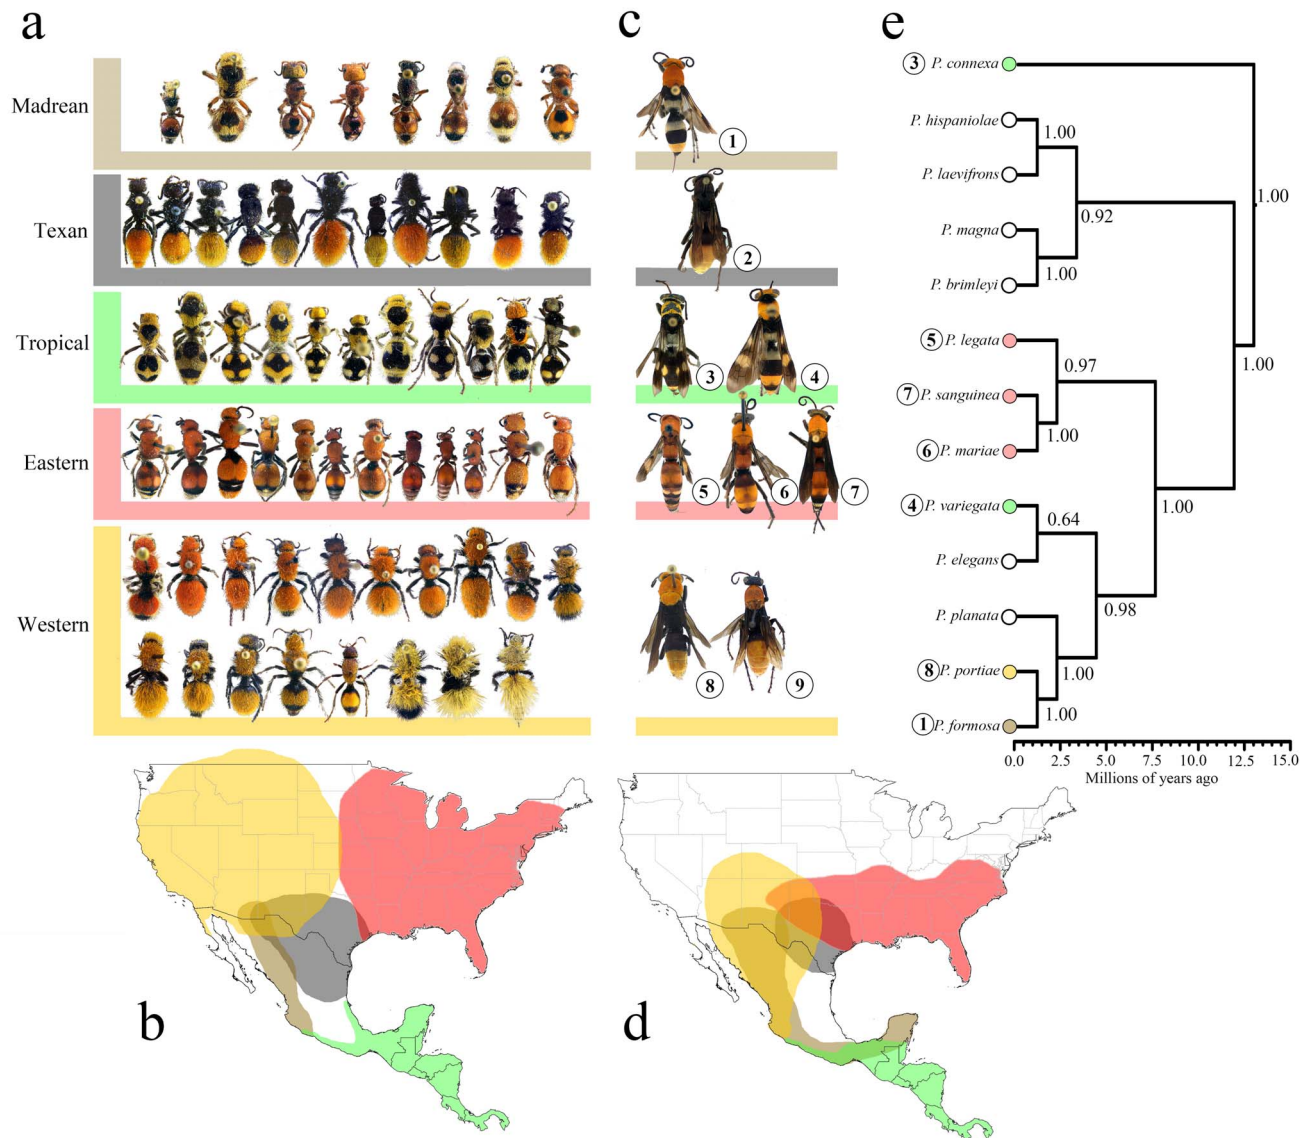 a
c
e
Madrean
Texan
Tropical
Eastern
Western
1
2
3
4
5
6
7
8
9
3 P. connexa
P. hispaniolae
P. laevifrons
P. magna
P. brimleyi
5 P. legata
7 P. sanguinea
6 P. mariae
4 P. variegata
P. elegans
P. planata
8 P. portiae
1 P. formosa
1.00
0.92
1.00
1.00
1.00
0.97
1.00
1.00
0.64
0.98
1.00
1.00
0.0 2.5 5.0 7.5 10.0 12.5 15.0
Millions of years ago
b
d